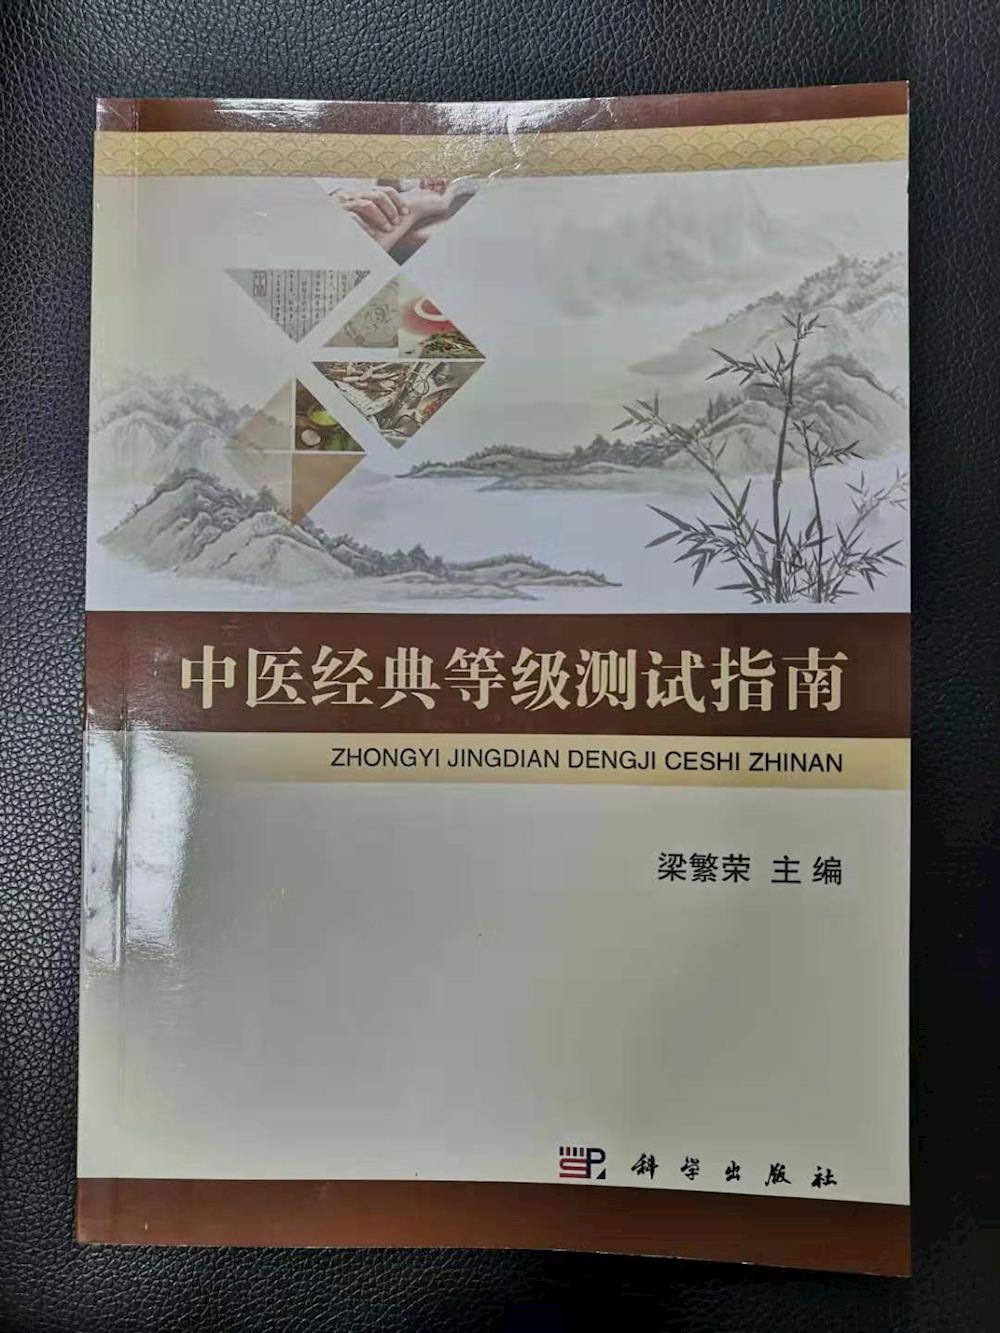 中医经典等级测试指南
ZHONGYI JINGDIAN DENGJI CESHI ZHINAN
梁繁荣 主编
SP 科学出版社